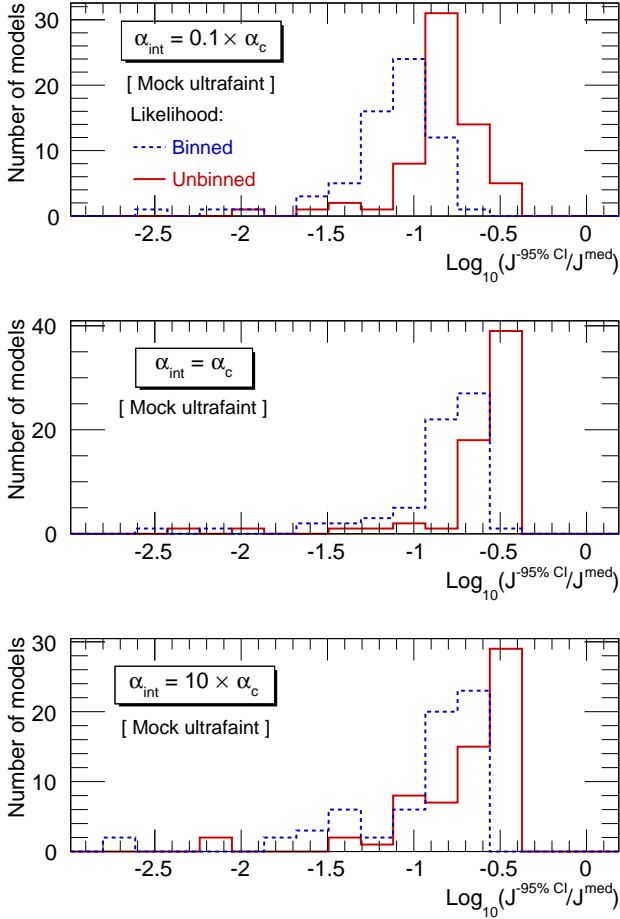 Number of models
30
20
10
0
α_int = 0.1 × α_c
[ Mock ultrafaint ]
Likelihood:
Binned
Unbinned
-2.5 -2 -1.5 -1 -0.5 0
Log₁₀(J^-95% CI/J^med)
Number of models
40
20
0
α_int = α_c
[ Mock ultrafaint ]
-2.5 -2 -1.5 -1 -0.5 0
Log₁₀(J^-95% CI/J^med)
Number of models
30
20
10
0
α_int = 10 × α_c
[ Mock ultrafaint ]
-2.5 -2 -1.5 -1 -0.5 0
Log₁₀(J^-95% CI/J^med)